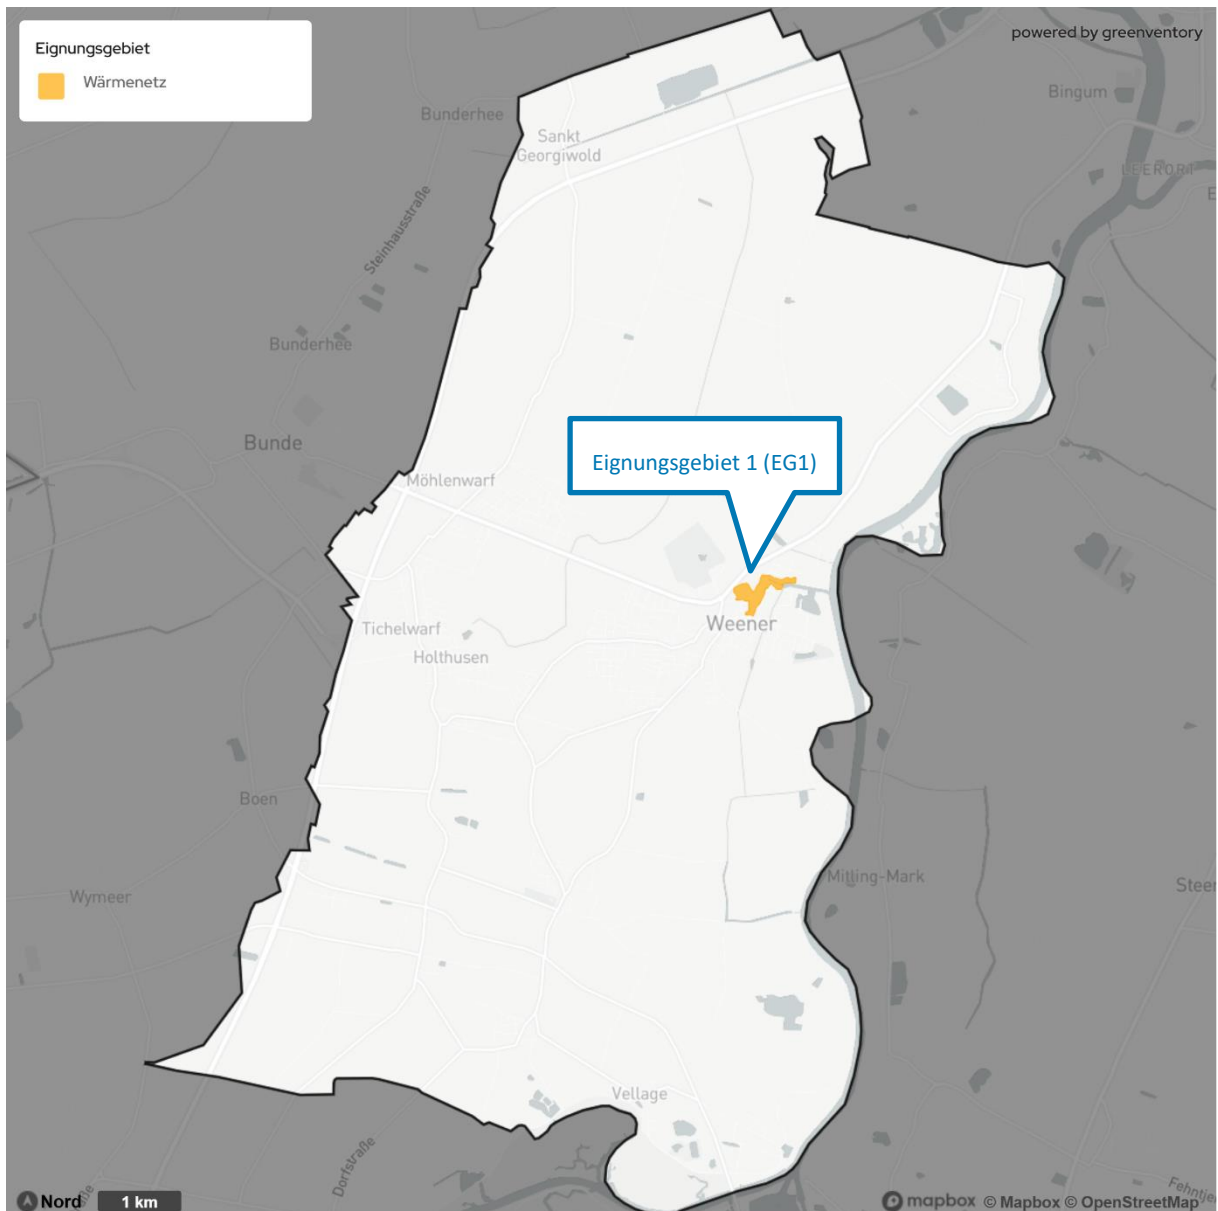 Eignungsgebiet
Wärmenetz
powered by greenventory
Bingum
Bunderhee
Sankt
Georgiwold
LEERORT
Steinhausstraße
Bunderhee
Bunde
Eignungsgebiet 1 (EG1)
Möhlenwarf
Weener
Tichelwarf
Holthusen
Boen
Mitling-Mark
Wymeer
Steen
Vellage
Dorfstraße
Fehntjer
Nord
1 km
mapbox © Mapbox © OpenStreetMap